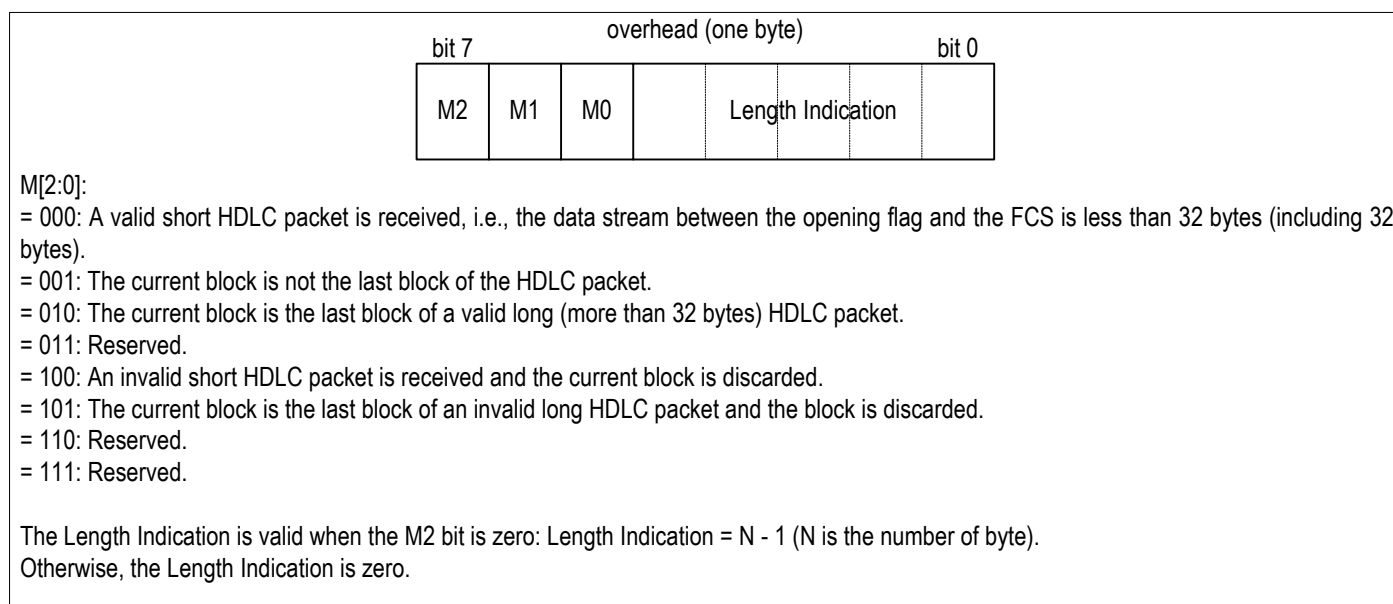 overhead (one byte)
bit 7 bit 0
M2 M1 M0 Length Indication
M[2:0]:
= 000: A valid short HDLC packet is received, i.e., the data stream between the opening flag and the FCS is less than 32 bytes (including 32
bytes).
= 001: The current block is not the last block of the HDLC packet.
= 010: The current block is the last block of a valid long (more than 32 bytes) HDLC packet.
= 011: Reserved.
= 100: An invalid short HDLC packet is received and the current block is discarded.
= 101: The current block is the last block of an invalid long HDLC packet and the block is discarded.
= 110: Reserved.
= 111: Reserved.
The Length Indication is valid when the M2 bit is zero: Length Indication = N - 1 (N is the number of byte).
Otherwise, the Length Indication is zero.